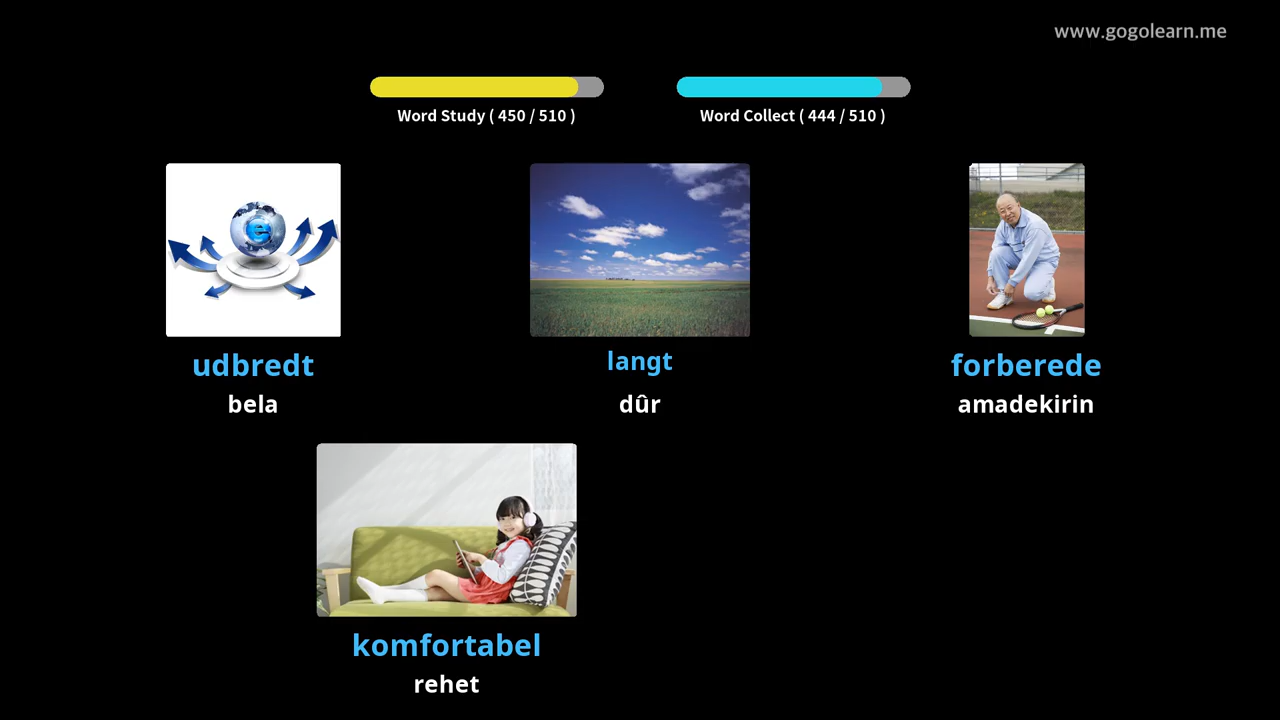 www.gogolearn.me
Word Study ( 450 / 510 )
Word Collect ( 444 / 510 )
e
udbredt
bela
langt
dûr
forberede
amadekirin
komfortabel
rehet